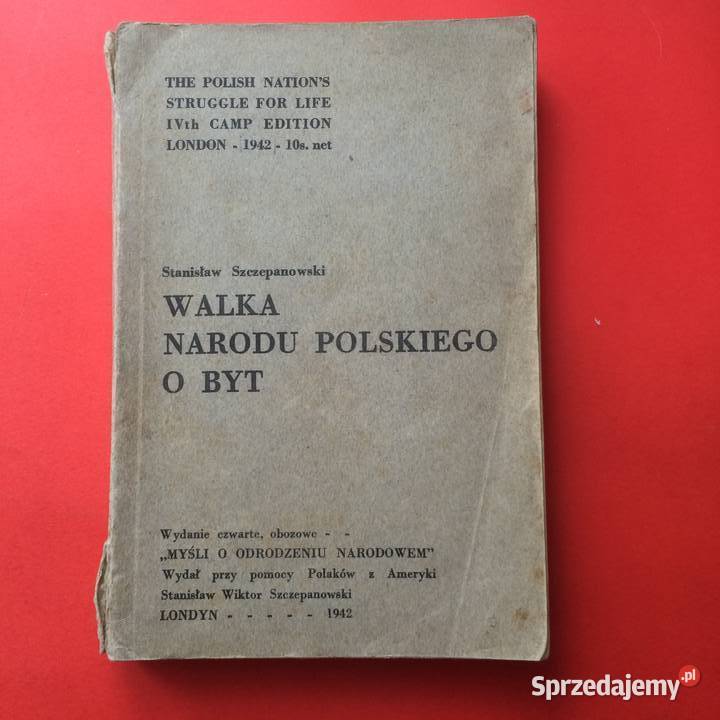 THE POLISH NATION'S
STRUGGLE FOR LIFE
IVth CAMP EDITION
LONDON - 1942 - 10s. net
Stanisław Szczepanowski
WALKA
NARODU POLSKIEGO
O BYT
Wydanie czwarte, obozowe - -
„MYŚLI O ODRODZENIU NARODOWEM"
Wydał przy pomocy Polaków z Ameryki
Stanisław Wiktor Szczepanowski
LONDYN - - - - - 1942
Sprzedajemy.pl